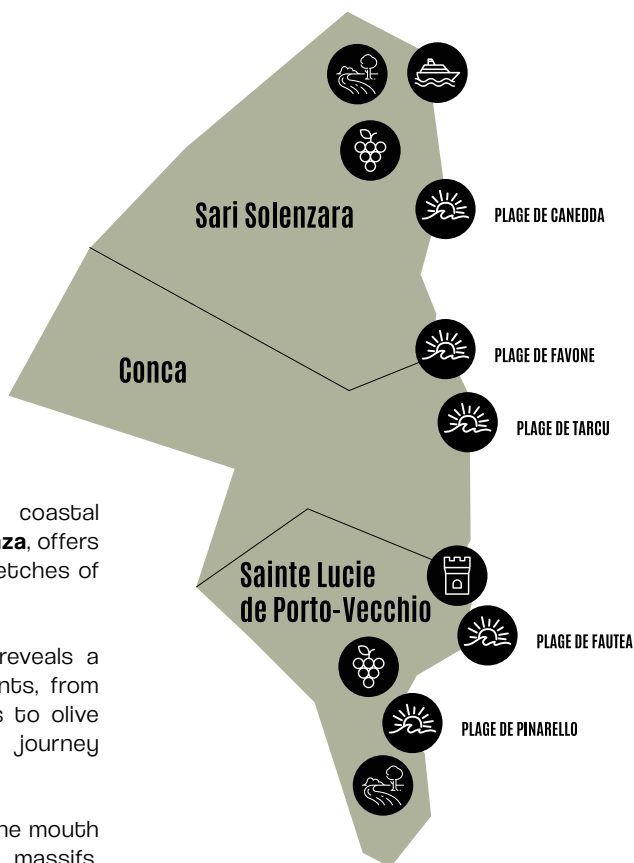 Sari Solenzara
PLAGE DE CANEDDA
PLAGE DE FAVONE
Conca
PLAGE DE TARCU
coastal
, offers
etches of
Sainte Lucie
de Porto-Vecchio
PLAGE DE FAUTEA
reveals a
from
to olive
journey
PLAGE DE PINARELLO
he mouth
massifs,